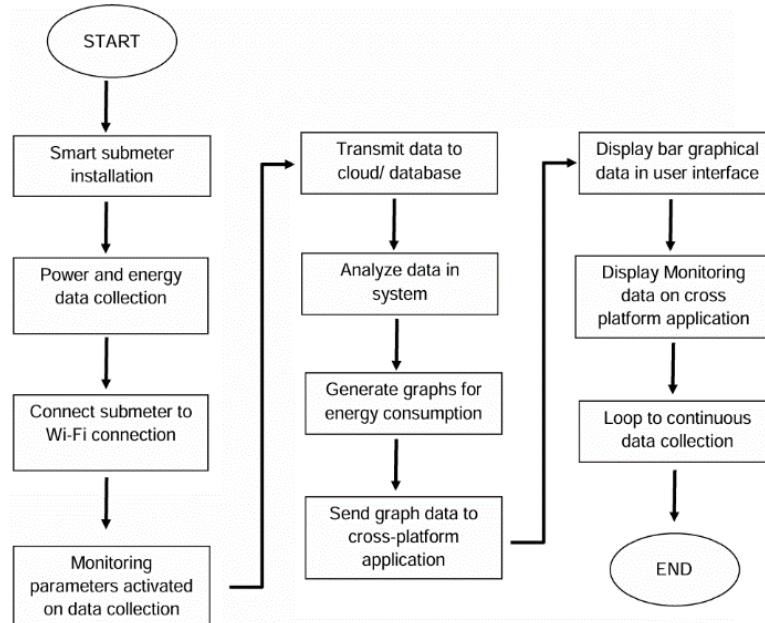 START
Smart submeter
installation
Power and energy
data collection
Connect submeter to
Wi-Fi connection
Monitoring
parameters activated
on data collection
Transmit data to
cloud/ database
Analyze data in
system
Generate graphs for
energy consumption
Send graph data to
cross-platform
application
Display bar graphical
data in user interface
Display Monitoring
data on cross
platform application
Loop to continuous
data collection
END